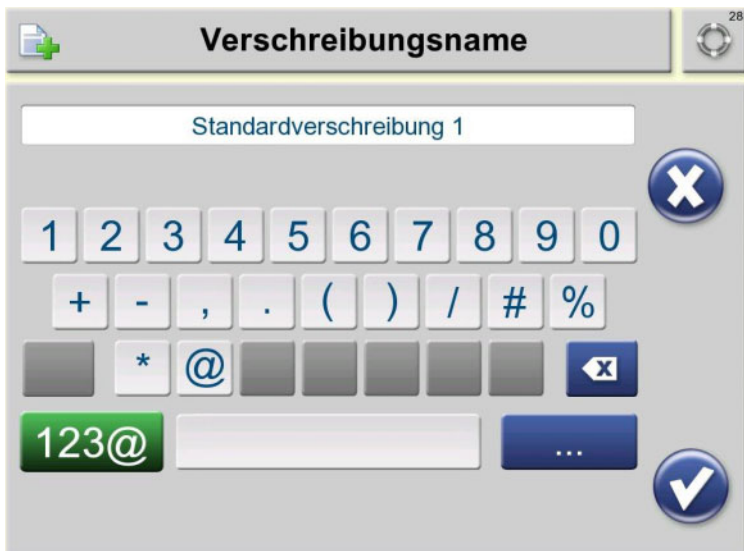 Verschreibungsname
28
Standardverschreibung 1
1 2 3 4 5 6 7 8 9 0
+ - , . ( ) / # %
* @
123@ ...